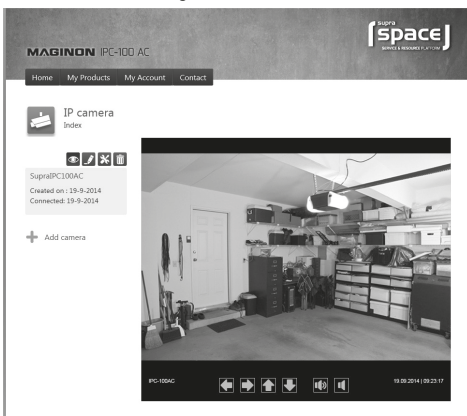 supra
space
SERVICE & RESOURCE PLATFORM
MAGINON IPC-100 AC
Home My Products My Account Contact
IP camera
Index
SupraIPC100AC
Created on : 19-9-2014
Connected: 19-9-2014
Add camera
IPC-100AC
19.09.2014 | 09:23:17